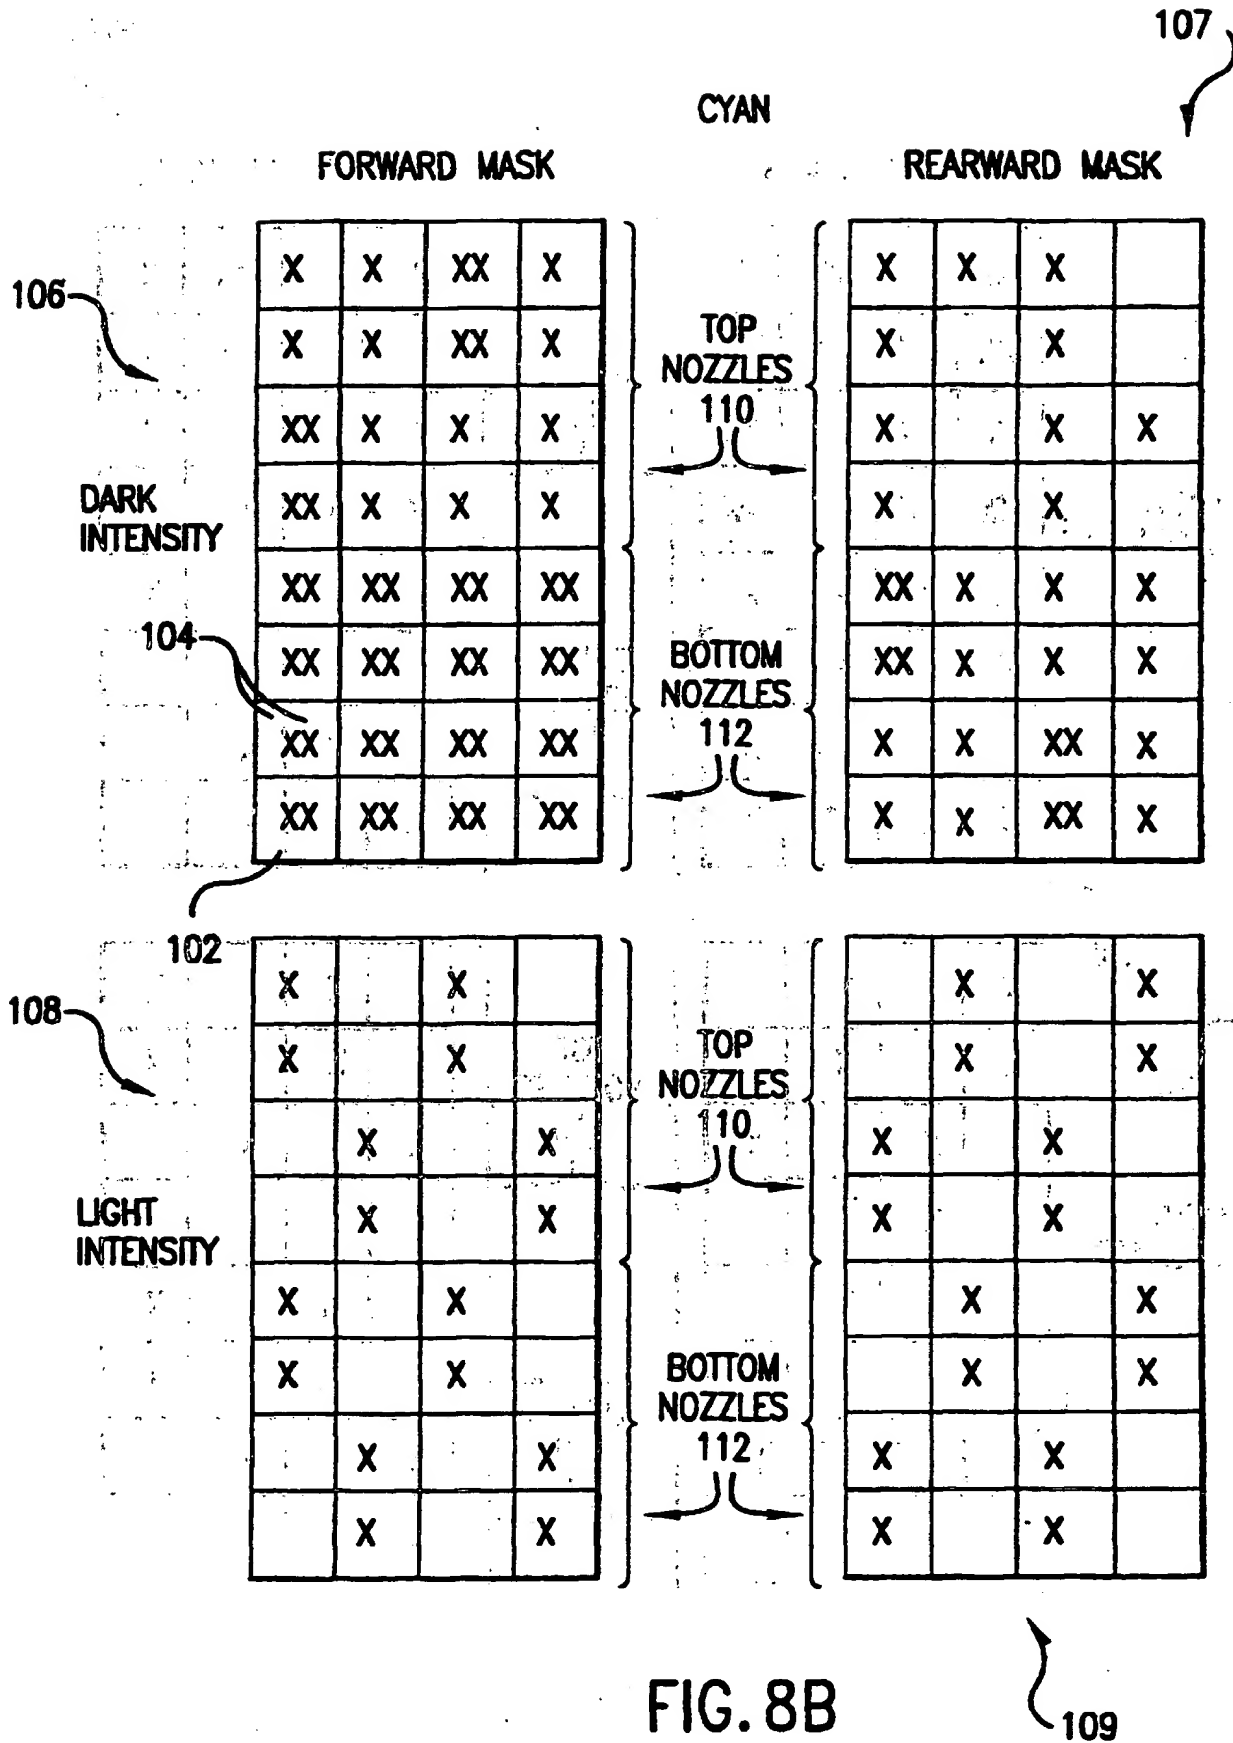 107
CYAN
FORWARD MASK REARWARD MASK
X X XX X X X X
106
X X XX X X X
TOP
NOZZLES
110
XX X X X X X X
DARK
INTENSITY
XX X X X X X
XX XX XX XX XX X X X
104
XX XX XX XX XX X X X
BOTTOM
NOZZLES
112
XX XX XX XX X X XX X
XX XX XX XX X X XX X
102
X X X X
108
X X X X
TOP
NOZZLES
110
X X X X
LIGHT
INTENSITY
X X X X
X X X X
X X X X
BOTTOM
NOZZLES
112
X X X X
X X X X
FIG. 8B
109